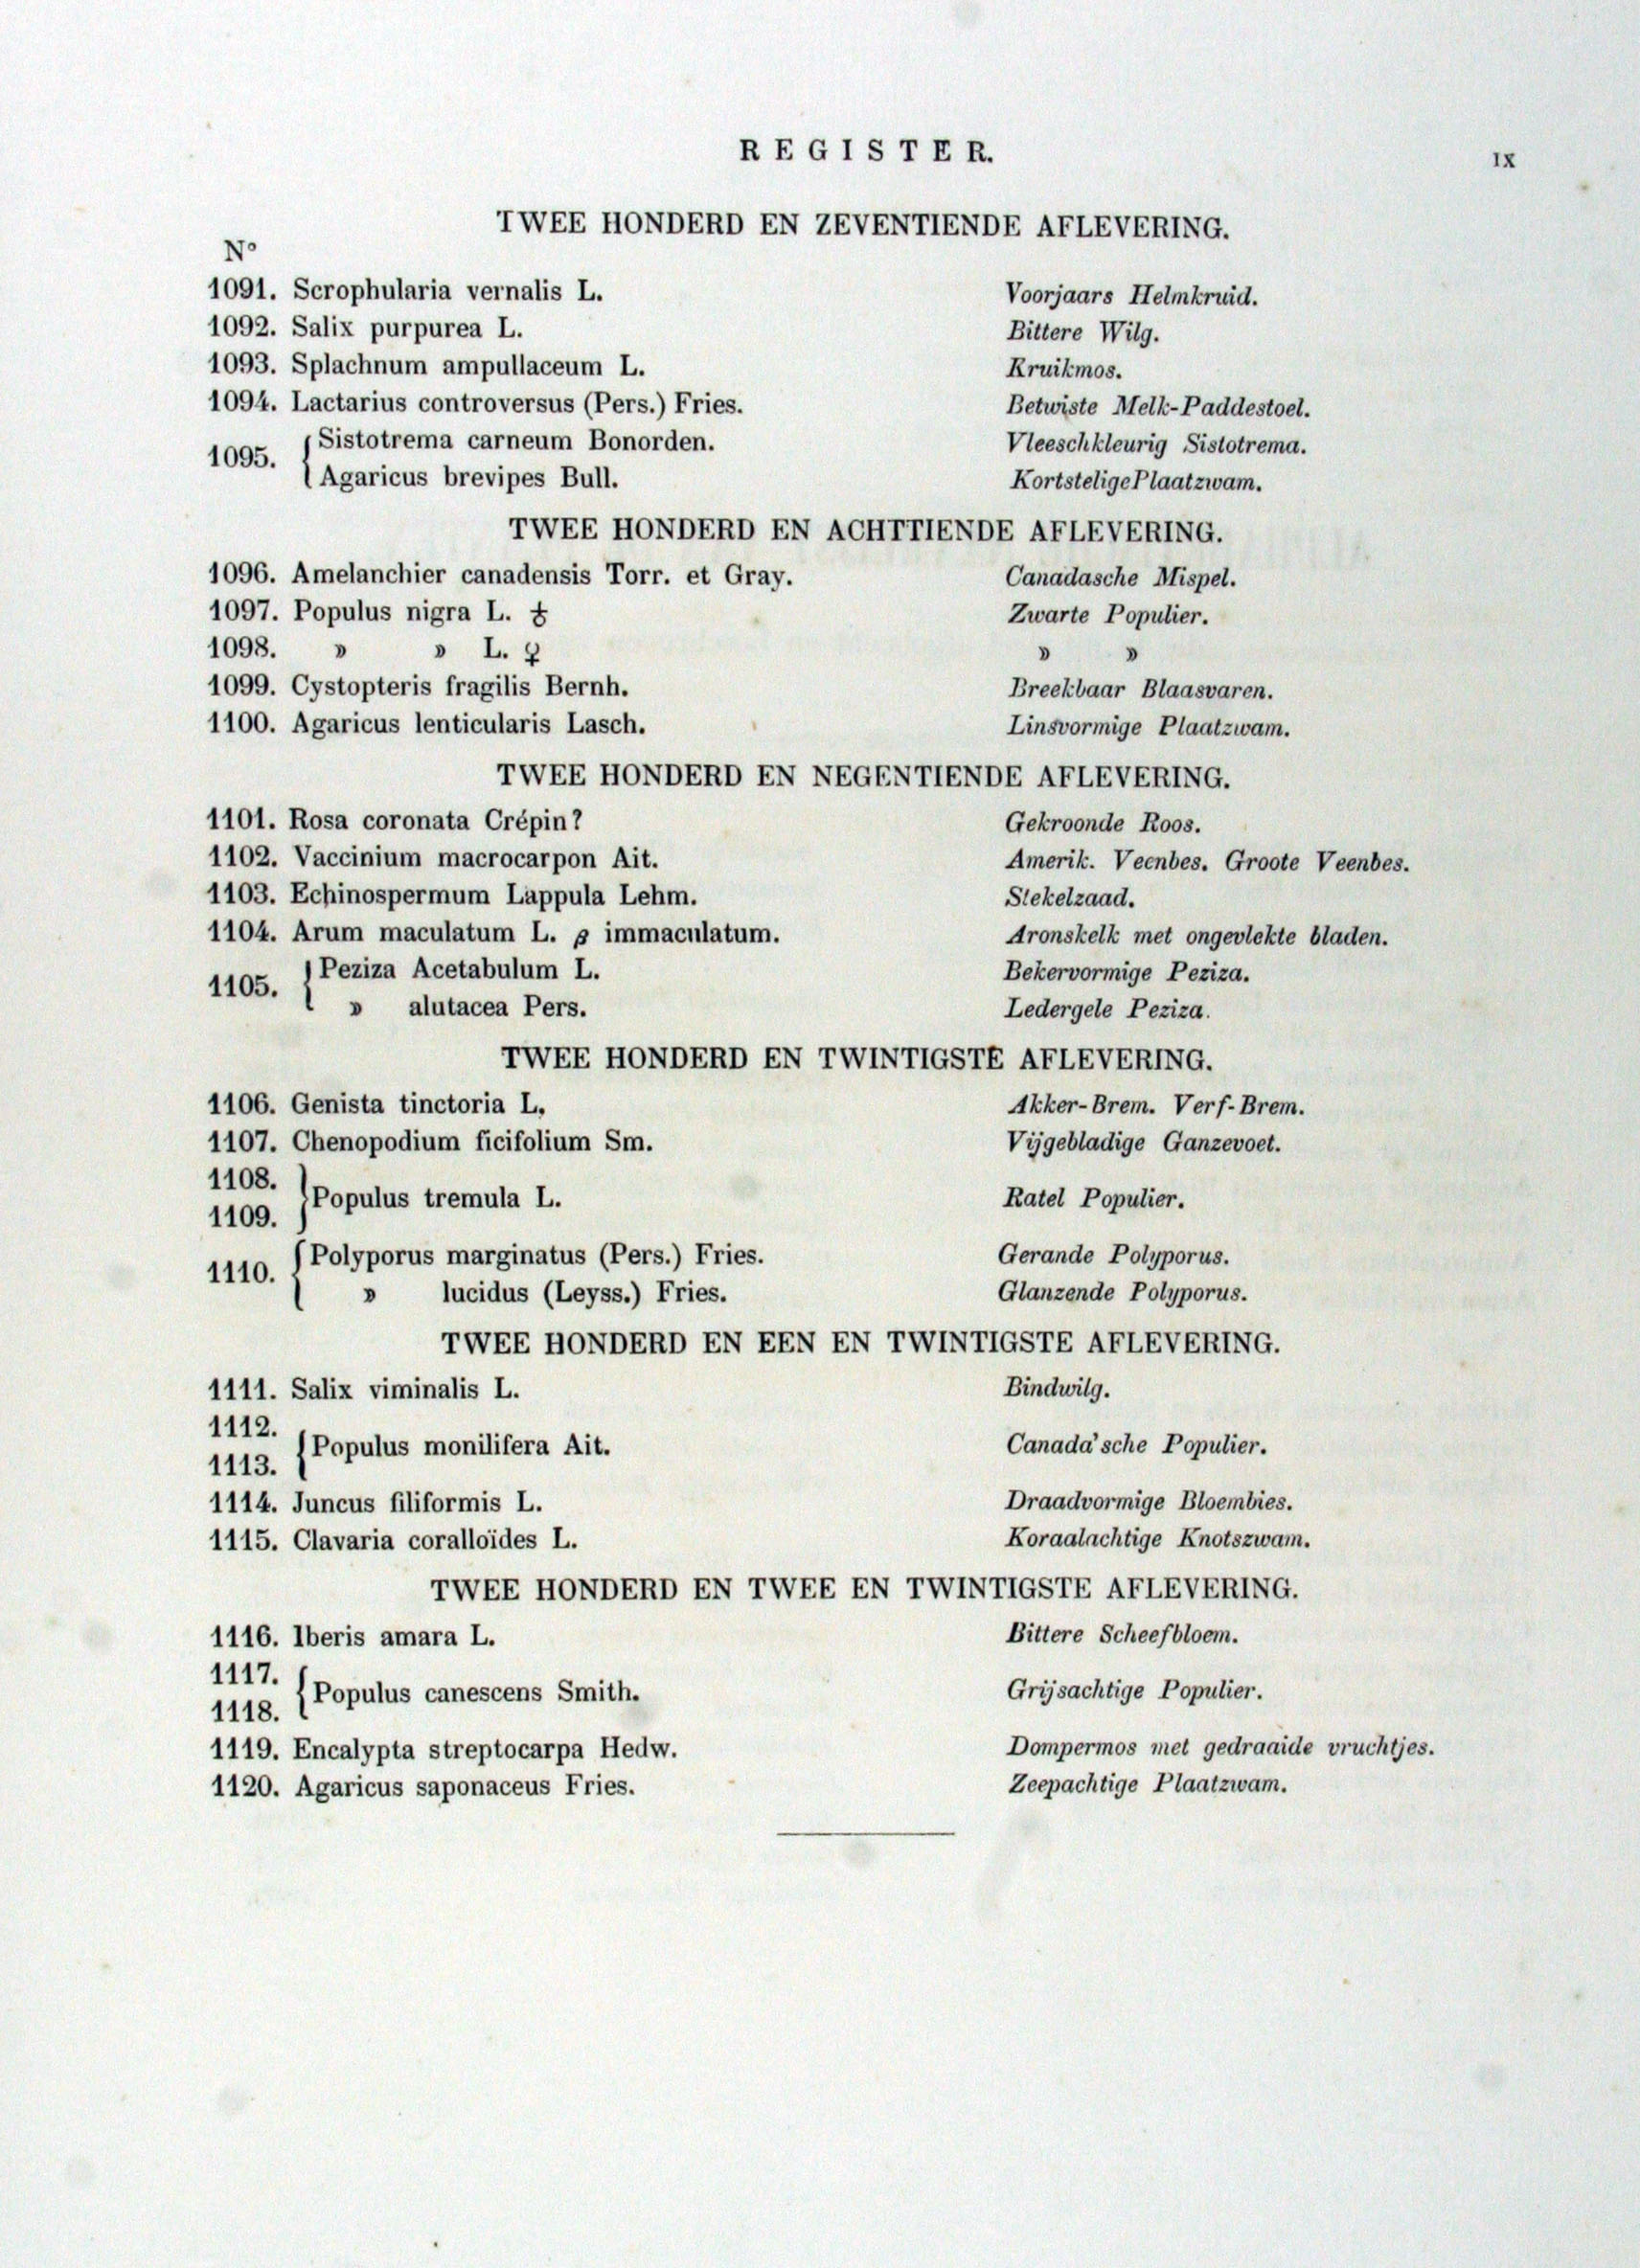 REGISTER.
IX
TWEE HONDERD EN ZEVENTIENDE AFLEVERING.
N°
1091. Scrophularia vernalis L. Voorjaars Helmkruid.
1092. Salix purpurea L. Bittere Wilg.
1093. Splachnum ampullaceum L. Kruikmos.
1094. Lactarius controversus (Pers.) Fries. Betwiste Melk-Paddestoel.
1095. { Sistotrema carneum Bonorden. Vleeschkleurig Sistotrema.
Agaricus brevipes Bull. Kortstelige Plaatzwam.
TWEE HONDERD EN ACHTTIENDE AFLEVERING.
1096. Amelanchier canadensis Torr. et Gray. Canadasche Mispel.
1097. Populus nigra L. Zwarte Populier.
1098. » » L. ♀ » »
1099. Cystopteris fragilis Bernh. Breekbaar Blaasvaren.
1100. Agaricus lenticularis Lasch. Linsvormige Plaatzwam.
TWEE HONDERD EN NEGENTIENDE AFLEVERING.
1101. Rosa coronata Crépin? Gekroonde Roos.
1102. Vaccinium macrocarpon Ait. Amerik. Veenbes. Groote Veenbes.
1103. Echinospermum Lappula Lehm. Stekelzaad.
1104. Arum maculatum L. β immaculatum. Aronskelk met ongevlekte bladen.
1105. { Peziza Acetabulum L. Bekervormige Peziza.
» alutacea Pers. Ledergele Peziza.
TWEE HONDERD EN TWINTIGSTE AFLEVERING.
1106. Genista tinctoria L. Akker-Brem. Verf-Brem.
1107. Chenopodium ficifolium Sm. Vijgebladige Ganzevoet.
1108.
} Populus tremula L. Ratel Populier.
1109.
1110. { Polyporus marginatus (Pers.) Fries. Gerande Polyporus.
» lucidus (Leyss.) Fries. Glanzende Polyporus.
TWEE HONDERD EN EEN EN TWINTIGSTE AFLEVERING.
1111. Salix viminalis L. Bindwilg.
1112.
{ Populus monilifera Ait. Canada'sche Populier.
1113.
1114. Juncus filiformis L. Draadvormige Bloembies.
1115. Clavaria coralloïdes L. Koraalachtige Knotszwam.
TWEE HONDERD EN TWEE EN TWINTIGSTE AFLEVERING.
1116. Iberis amara L. Bittere Scheefbloem.
1117.
{ Populus canescens Smith. Grijsachtige Populier.
1118.
1119. Encalypta streptocarpa Hedw. Dompermos met gedraaide vruchtjes.
1120. Agaricus saponaceus Fries. Zeepachtige Plaatzwam.